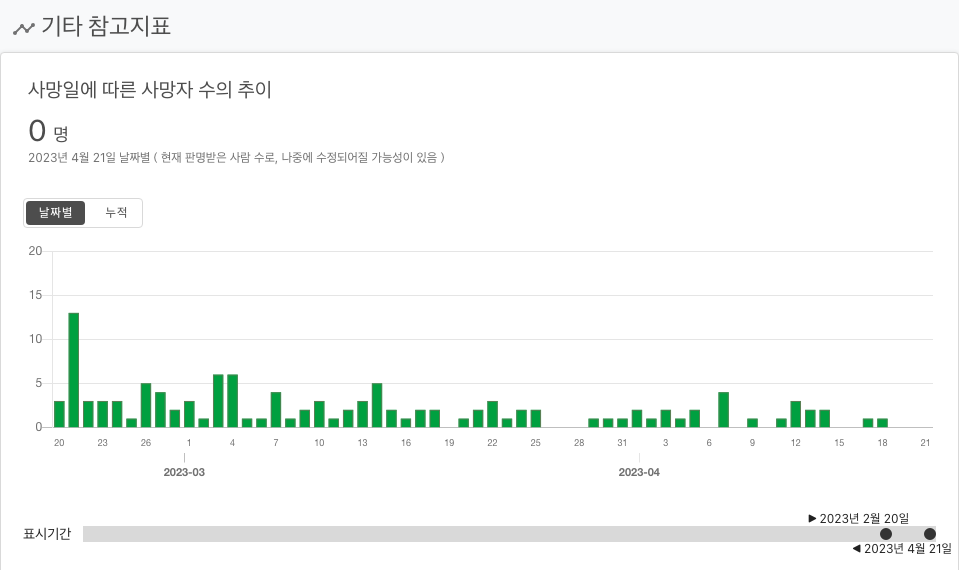 기타 참고지표
사망일에 따른 사망자 수의 추이
0 명
2023년 4월 21일 날짜별 ( 현재 판명받은 사람 수로, 나중에 수정되어질 가능성이 있음 )
날짜별 누적
20
15
10
5
0
20 23 26 1 4 7 10 13 16 19 22 25 28 31 3 6 9 12 15 18 21
2023-03 2023-04
▶ 2023년 2월 20일
표시기간
◀ 2023년 4월 21일